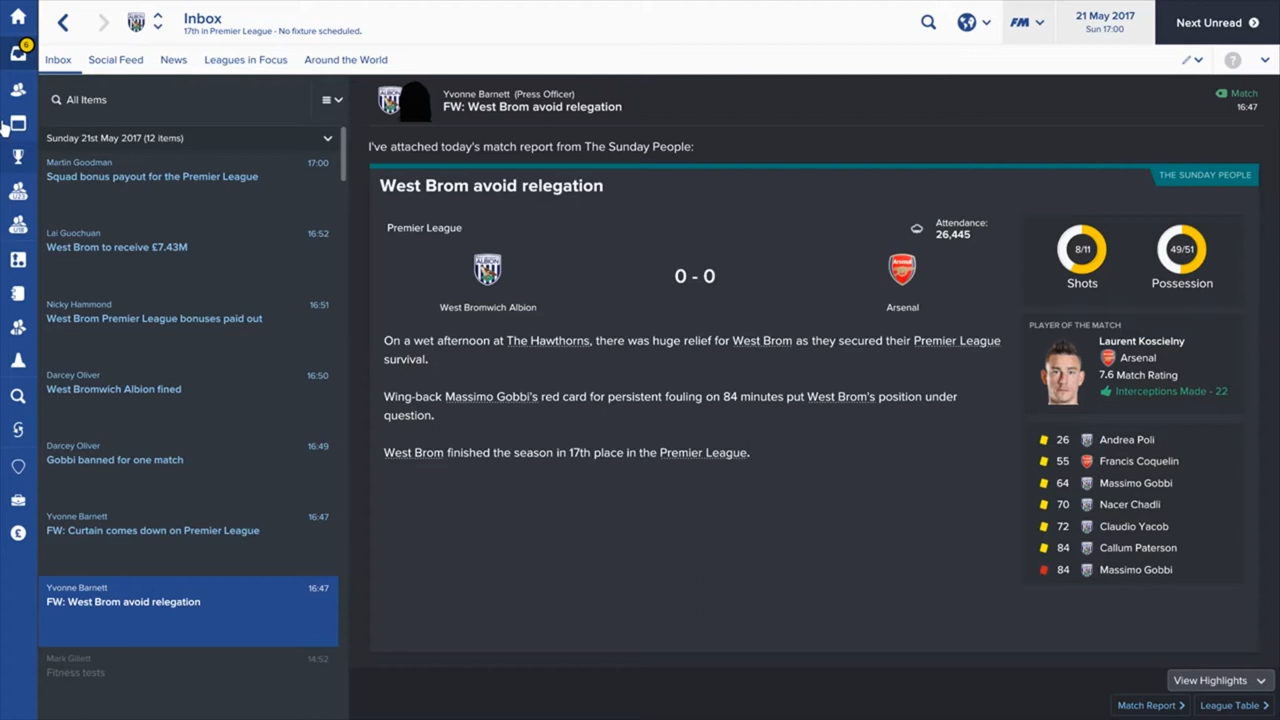 Inbox
17th in Premier League - No fixture scheduled.
FM
21 May 2017
Sun 17:00
Next Unread
6
Inbox
Social Feed
News
Leagues in Focus
Around the World
?
All Items
Sunday 21st May 2017 (12 items)
Martin Goodman 17:00
Squad bonus payout for the Premier League
Lai Guochuan 16:52
West Brom to receive £7.43M
Nicky Hammond 16:51
West Brom Premier League bonuses paid out
Darcey Oliver 16:50
West Bromwich Albion fined
Darcey Oliver 16:49
Gobbi banned for one match
Yvonne Barnett 16:47
FW: Curtain comes down on Premier League
Yvonne Barnett 16:47
FW: West Brom avoid relegation
Mark Gillett 14:52
Fitness tests
U23
U18
£
Yvonne Barnett (Press Officer)
FW: West Brom avoid relegation
Match
16:47
I've attached today's match report from The Sunday People:
THE SUNDAY PEOPLE
West Brom avoid relegation
Premier League
Attendance:
26,445
ALBION
Arsenal
0 - 0
West Bromwich Albion
Arsenal
On a wet afternoon at The Hawthorns, there was huge relief for West Brom as they secured their Premier League
survival.
Wing-back Massimo Gobbi's red card for persistent fouling on 84 minutes put West Brom's position under
question.
West Brom finished the season in 17th place in the Premier League.
8/11
Shots
49/51
Possession
PLAYER OF THE MATCH
Laurent Koscielny
Arsenal
7.6 Match Rating
Interceptions Made - 22
26 Andrea Poli
55 Francis Coquelin
64 Massimo Gobbi
70 Nacer Chadli
72 Claudio Yacob
84 Callum Paterson
84 Massimo Gobbi
View Highlights
Match Report
League Table